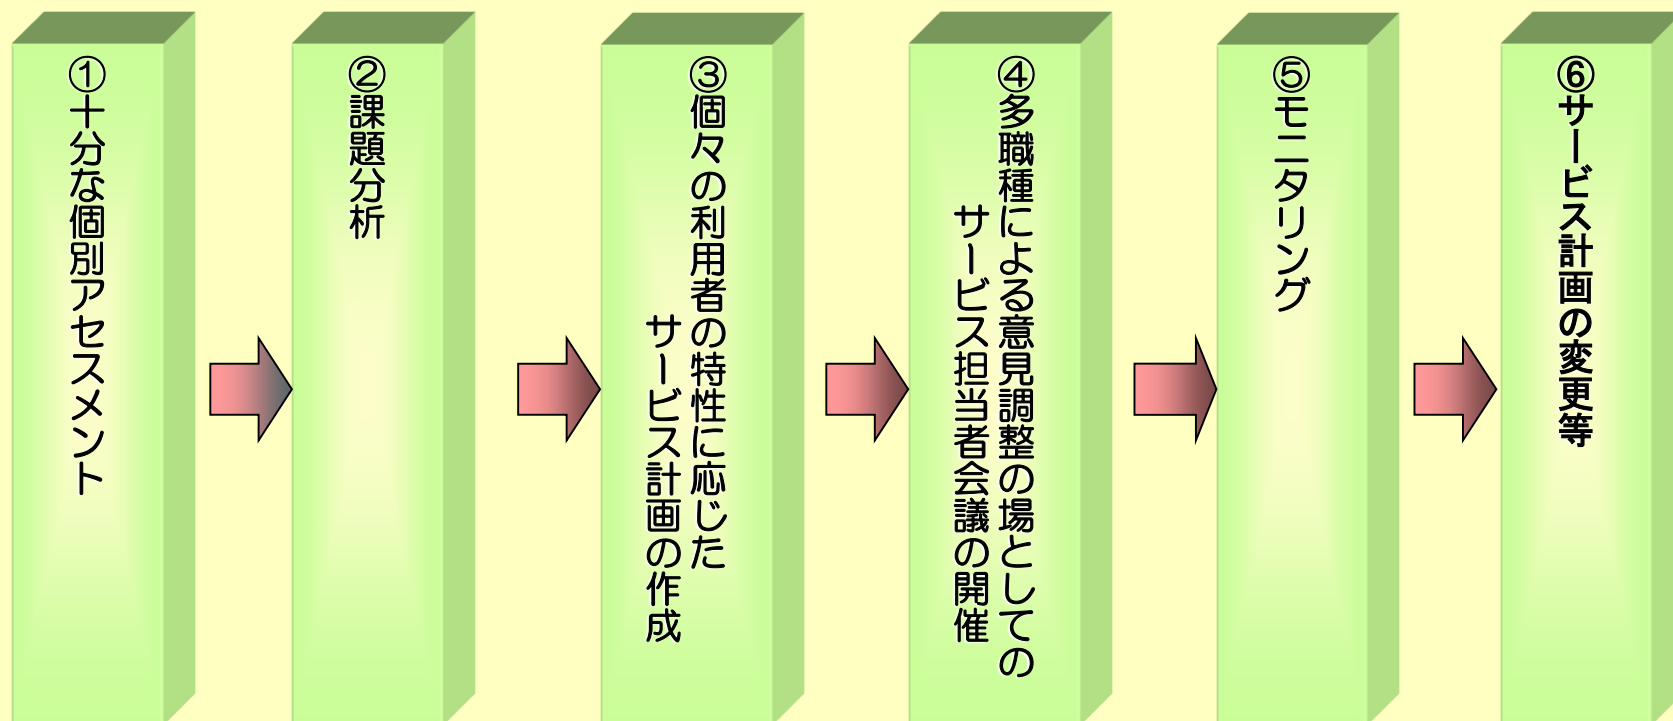 ①十分な個別アセスメント
②課題分析
③個々の利用者の特性に応じた
サービス計画の作成
④多職種による意見調整の場としての
サービス担当者会議の開催
⑤モニタリング
⑥サービス計画の変更等